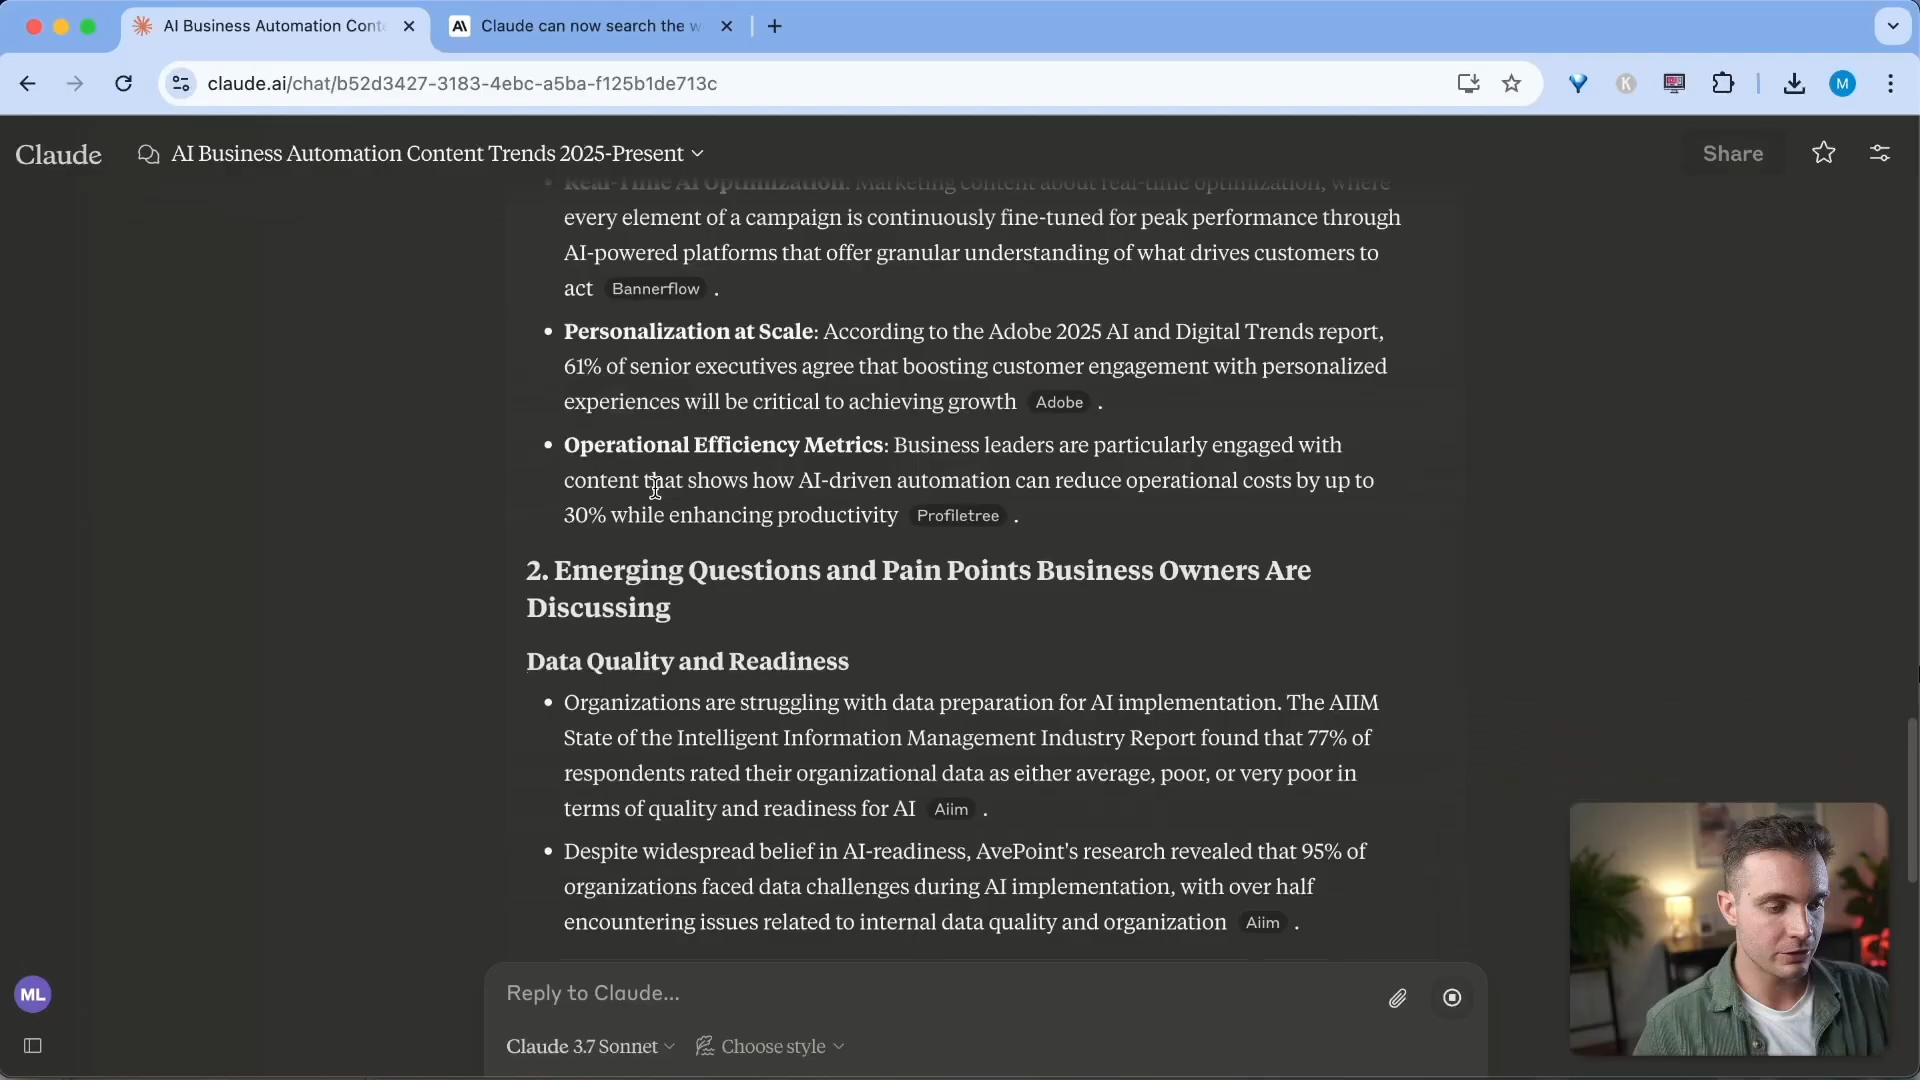 AI Business Automation Conte
Claude can now search the w
claude.ai/chat/b52d3427-3183-4ebc-a5ba-f125b1de713c
K
M
Claude
AI Business Automation Content Trends 2025-Present
Share
Real-Time AI Optimization: Marketing content about real-time optimization, where
every element of a campaign is continuously fine-tuned for peak performance through
AI-powered platforms that offer granular understanding of what drives customers to
act Bannerflow .
• Personalization at Scale: According to the Adobe 2025 AI and Digital Trends report,
61% of senior executives agree that boosting customer engagement with personalized
experiences will be critical to achieving growth Adobe .
• Operational Efficiency Metrics: Business leaders are particularly engaged with
content that shows how AI-driven automation can reduce operational costs by up to
30% while enhancing productivity Profiletree .
2. Emerging Questions and Pain Points Business Owners Are
Discussing
Data Quality and Readiness
• Organizations are struggling with data preparation for AI implementation. The AIIM
State of the Intelligent Information Management Industry Report found that 77% of
respondents rated their organizational data as either average, poor, or very poor in
terms of quality and readiness for AI Aiim .
• Despite widespread belief in AI-readiness, AvePoint's research revealed that 95% of
organizations faced data challenges during AI implementation, with over half
encountering issues related to internal data quality and organization Aiim .
ML
Reply to Claude...
Claude 3.7 Sonnet
Choose style